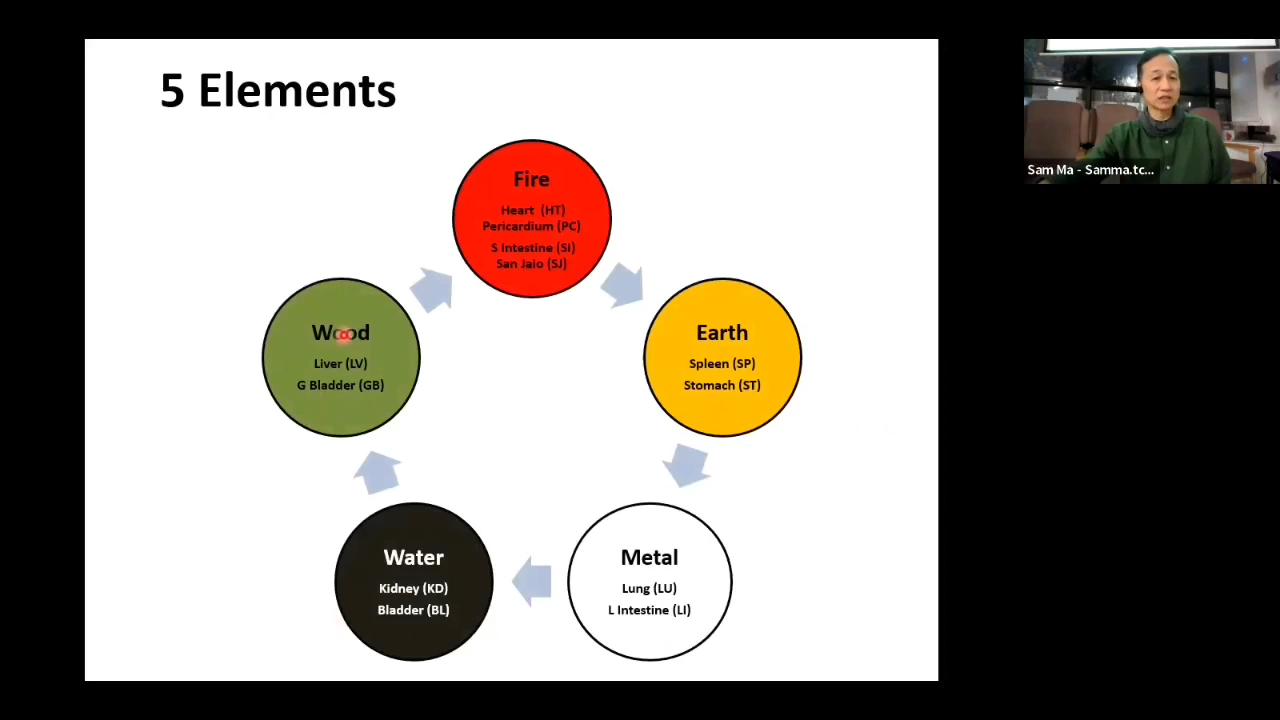 5 Elements
Fire
Heart (HT)
Pericardium (PC)
S Intestine (SI)
San Jaio (SJ)
Wood
Liver (LV)
G Bladder (GB)
Earth
Spleen (SP)
Stomach (ST)
Water
Kidney (KD)
Bladder (BL)
Metal
Lung (LU)
L Intestine (LI)
Sam Ma - Samma.tc...